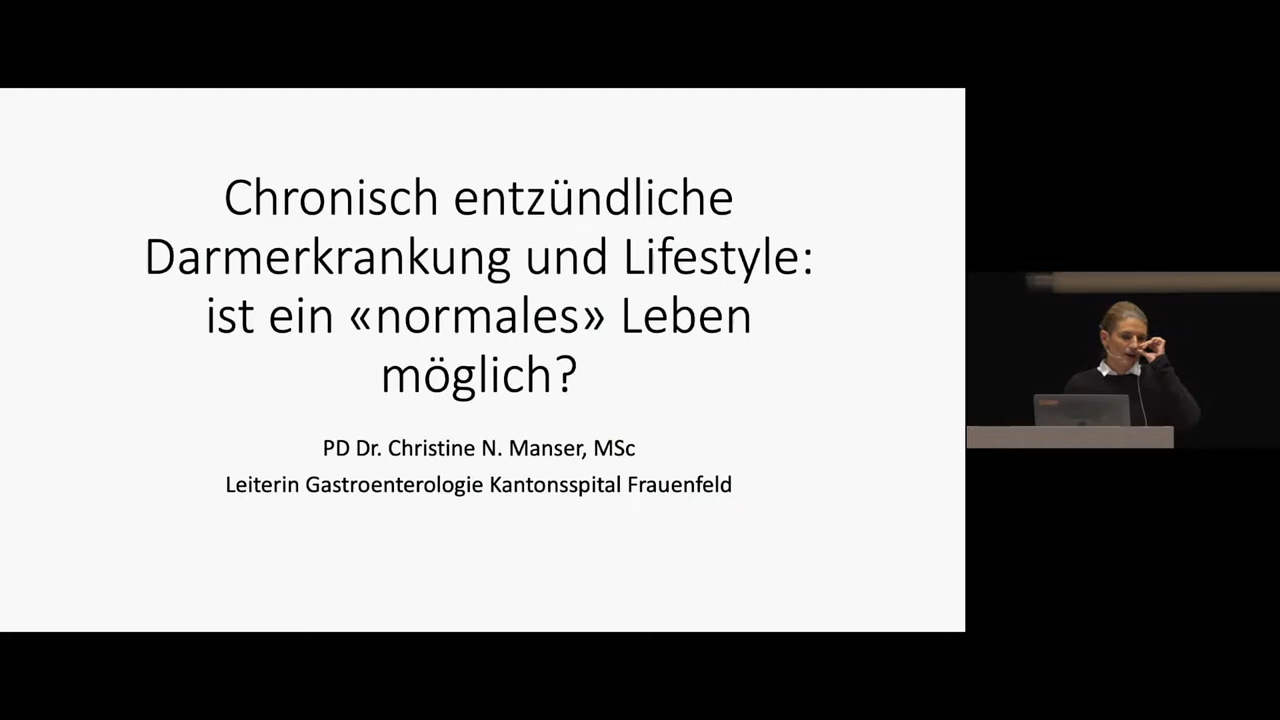 Chronisch entzündliche
Darmerkrankung und Lifestyle:
ist ein «normales» Leben
möglich?
PD Dr. Christine N. Manser, MSc
Leiterin Gastroenterologie Kantonsspital Frauenfeld